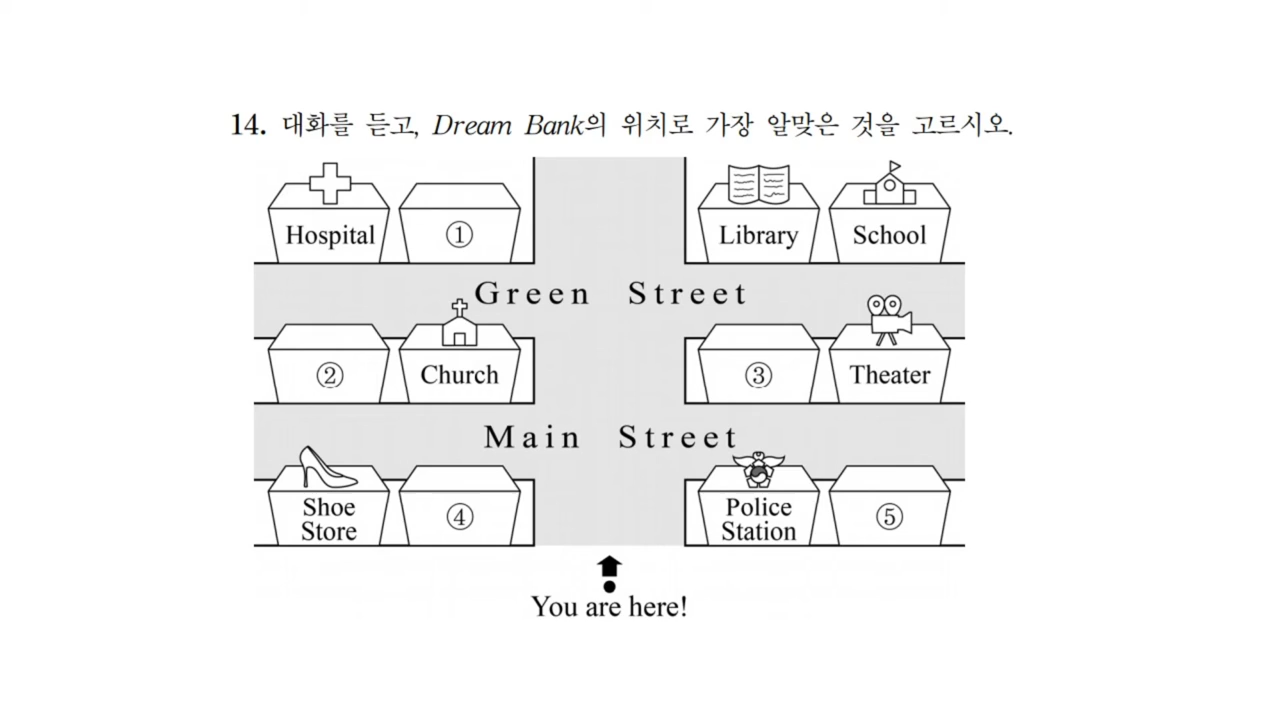 14. 대화를 듣고, Dream Bank의 위치로 가장 알맞은 것을 고르시오.
Hospital ① Library School
Green Street
② Church ③ Theater
Main Street
Shoe Store ④ Police Station ⑤
You are here!